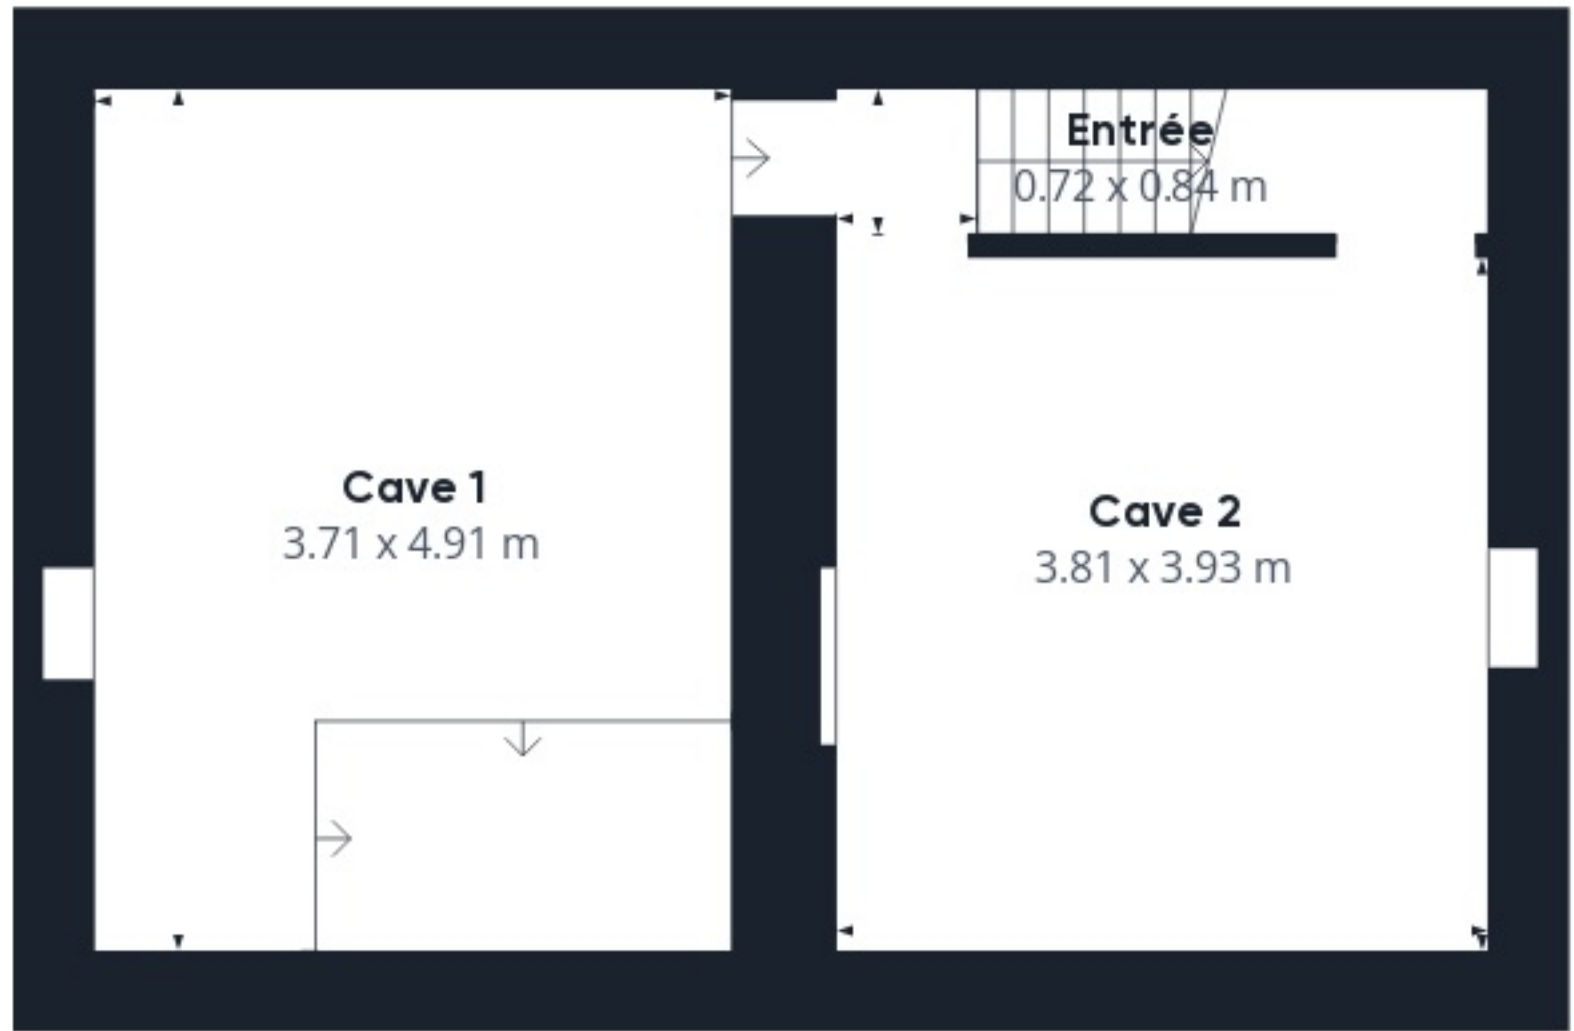 Entrée
0.72 x 0.84 m
Cave 1
3.71 x 4.91 m
Cave 2
3.81 x 3.93 m